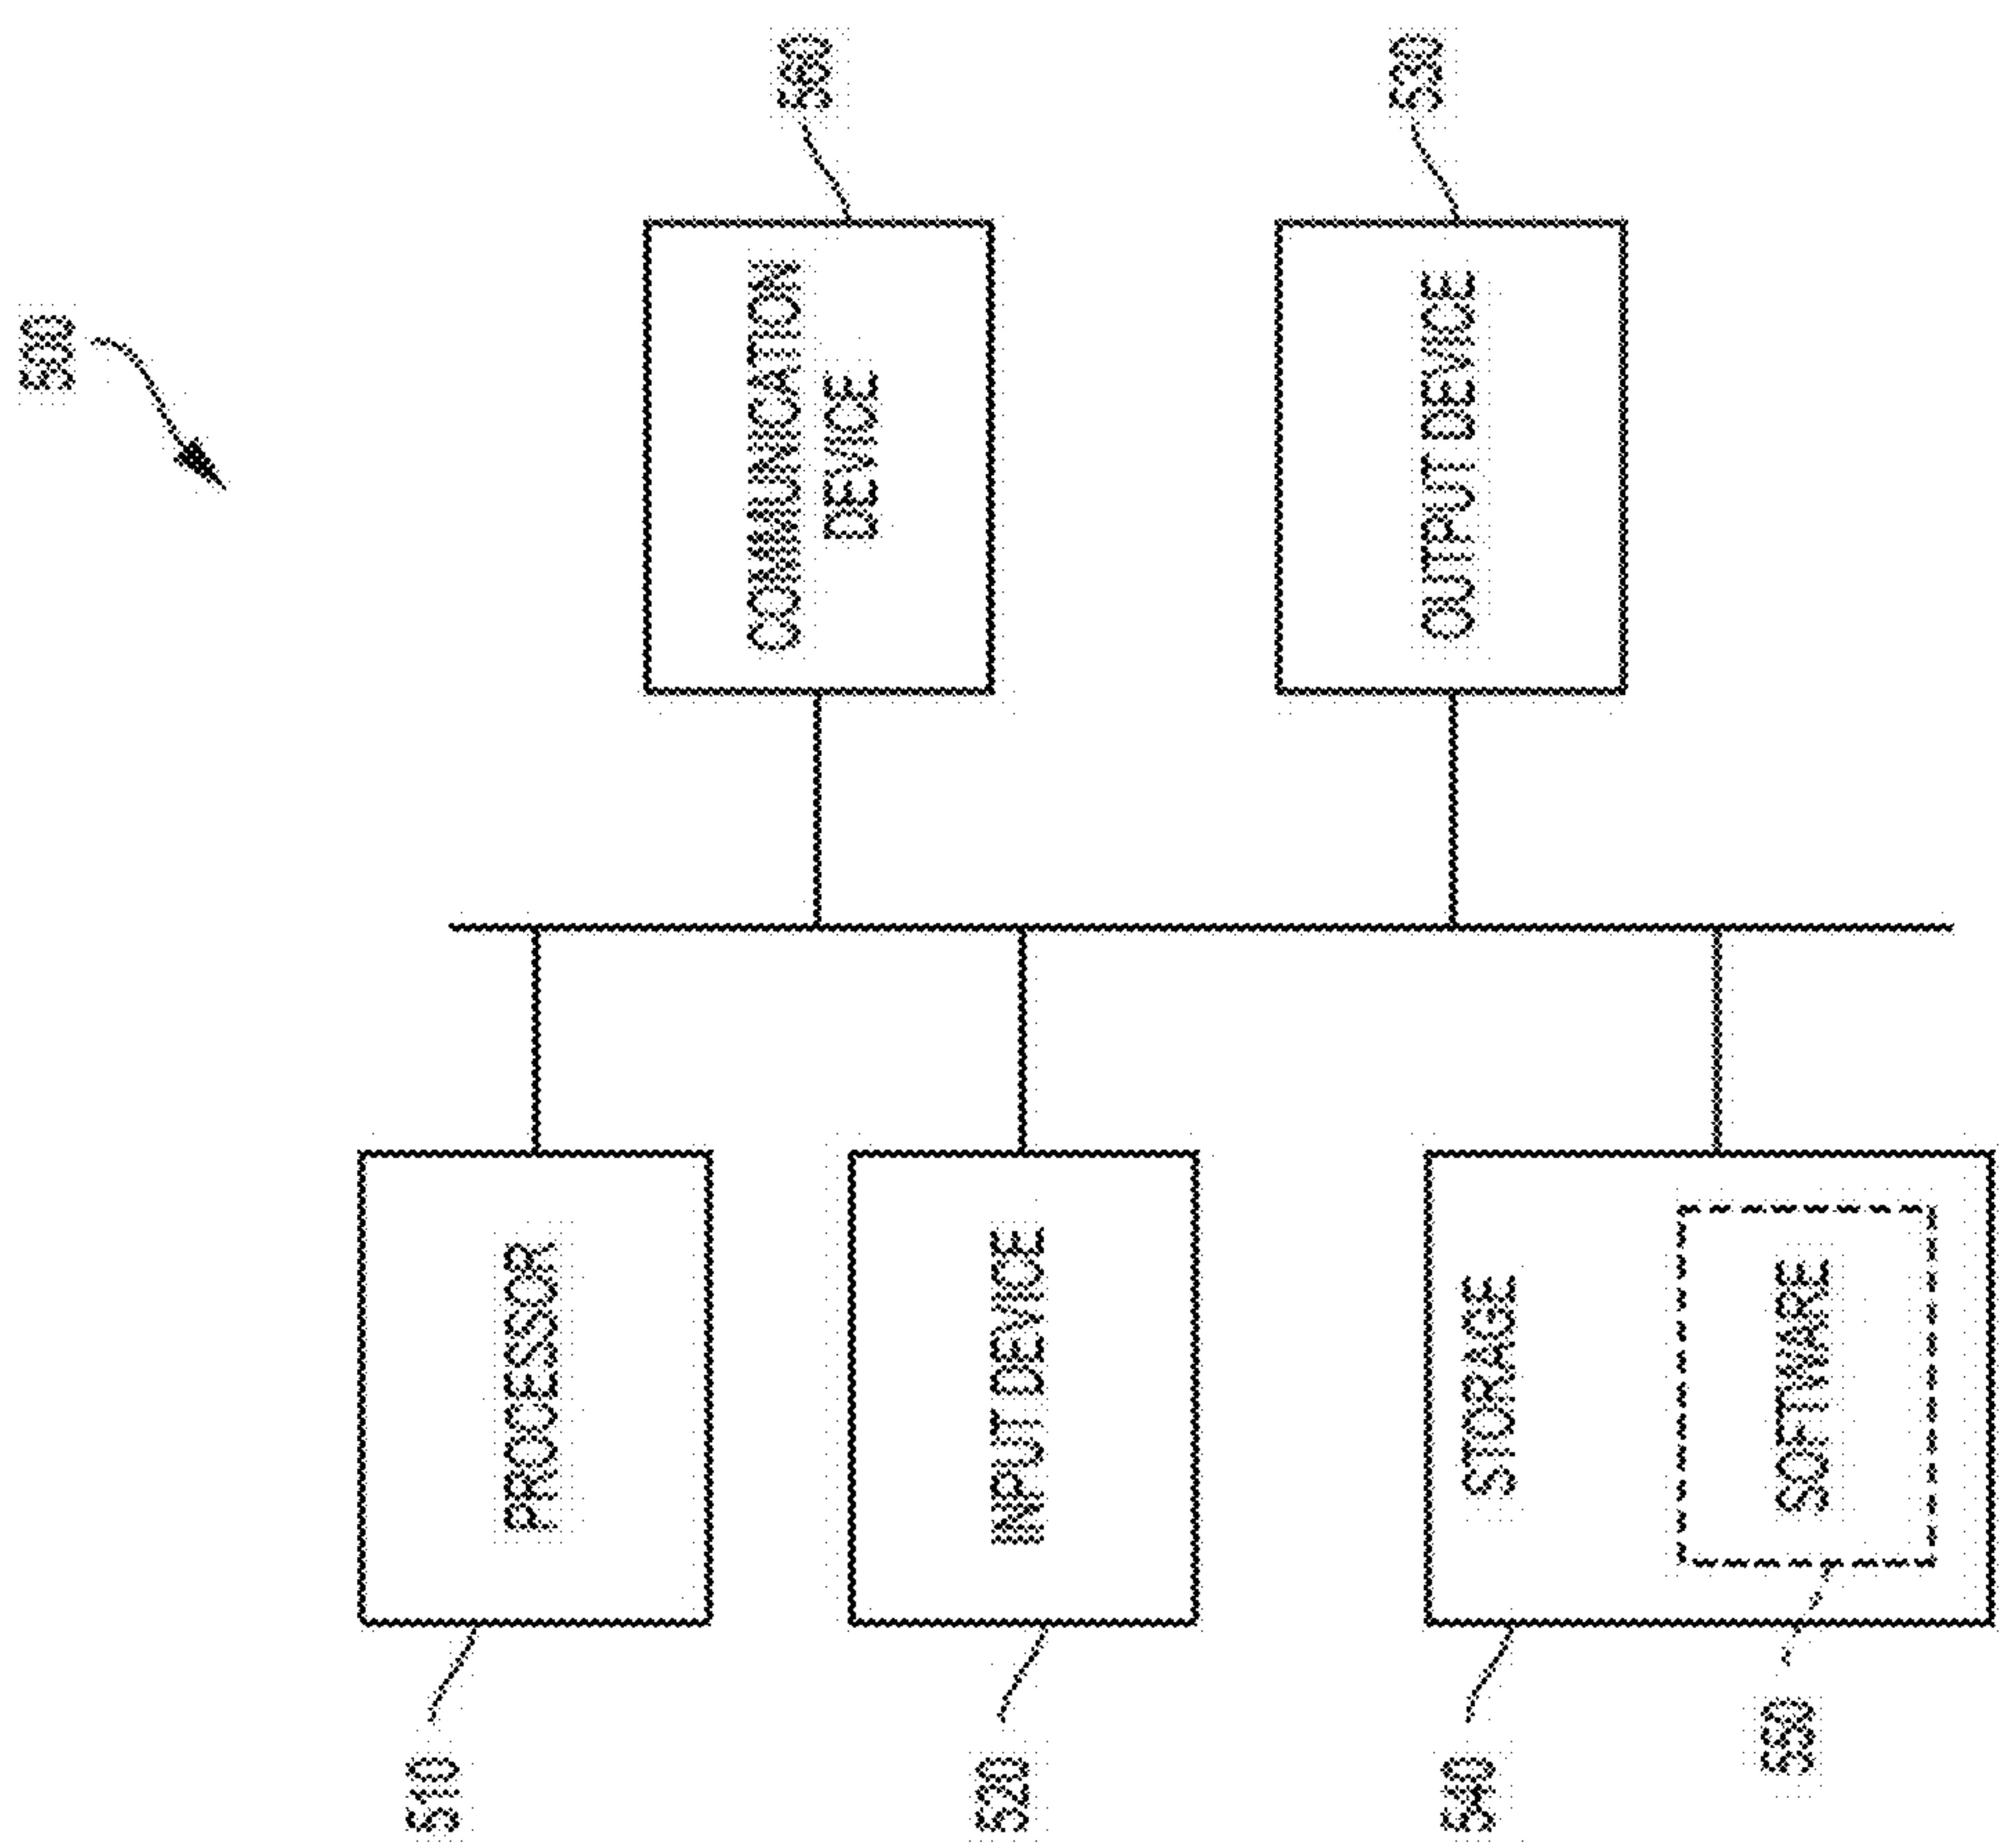 500
510
PROCESSOR
560
COMMUNICATION
DEVICE
520
INPUT DEVICE
530
OUTPUT DEVICE
540
STORAGE
550
SOFTWARE